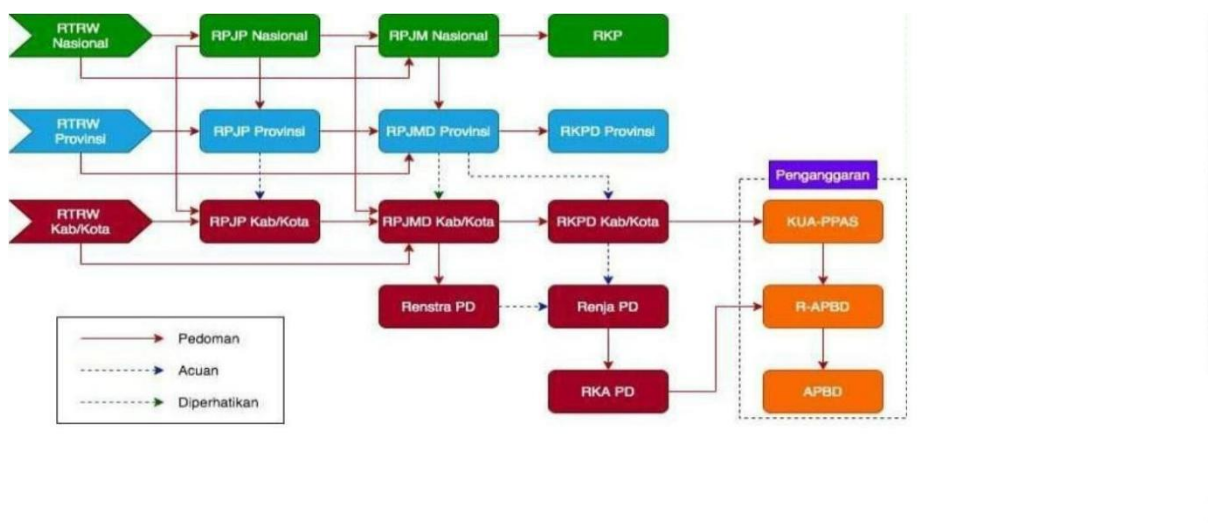 RTRW
Nasional
RPJP Nasional
RPJM Nasional
RKP
RTRW
Provinsi
RPJP Provinsi
RPJMD Provinsi
RKPD Provinsi
Penganggaran
RTRW
Kab/Kota
RPJP Kab/Kota
RPJMD Kab/Kota
RKPD Kab/Kota
KUA-PPAS
Renstra PD
Renja PD
R-APBD
Pedoman
Acuan
Diperhatikan
RKA PD
APBD